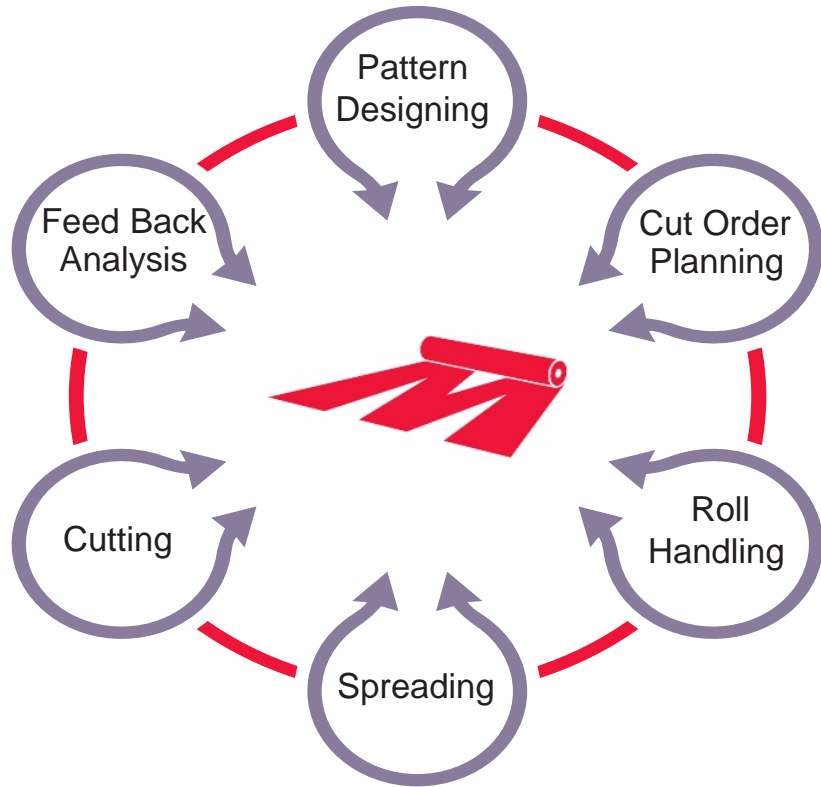 Pattern
Designing
Cut Order
Planning
Roll
Handling
Spreading
Cutting
Feed Back
Analysis